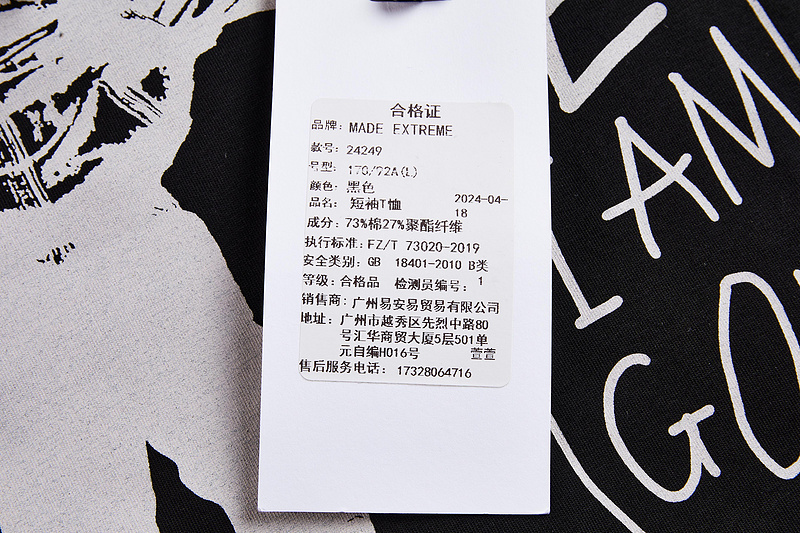 合格证
品牌: MADE EXTREME
款号: 24249
号型: 170/92A(L)
颜色: 黑色
品名: 短袖T恤
2024-04-18
成分: 73%棉27%聚酯纤维
执行标准: FZ/T 73020-2019
安全类别: GB 18401-2010 B类
等级: 合格品 检测员编号: 1
销售商: 广州易安易贸易有限公司
地址: 广州市越秀区先烈中路80
号汇华商贸大厦5层501单
元自编H016号 萱萱
售后服务电话: 17328064716
I AM
GO